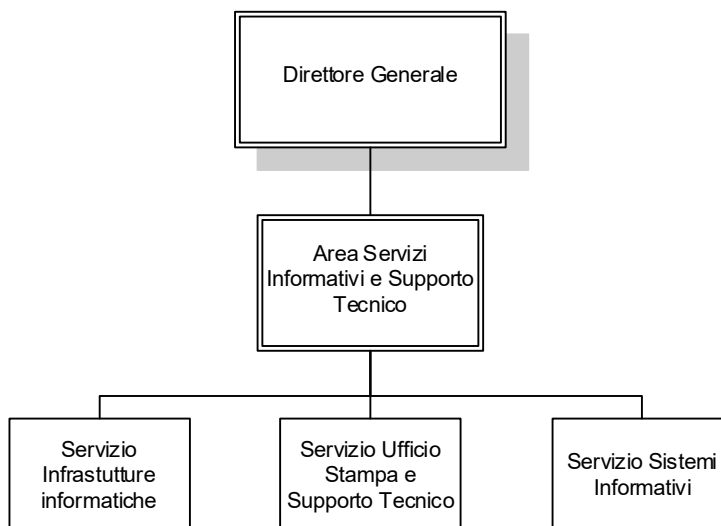 Direttore Generale
Area Servizi
Informativi e Supporto
Tecnico
Servizio
Infrastutture
informatiche
Servizio Ufficio
Stampa e
Supporto Tecnico
Servizio Sistemi
Informativi